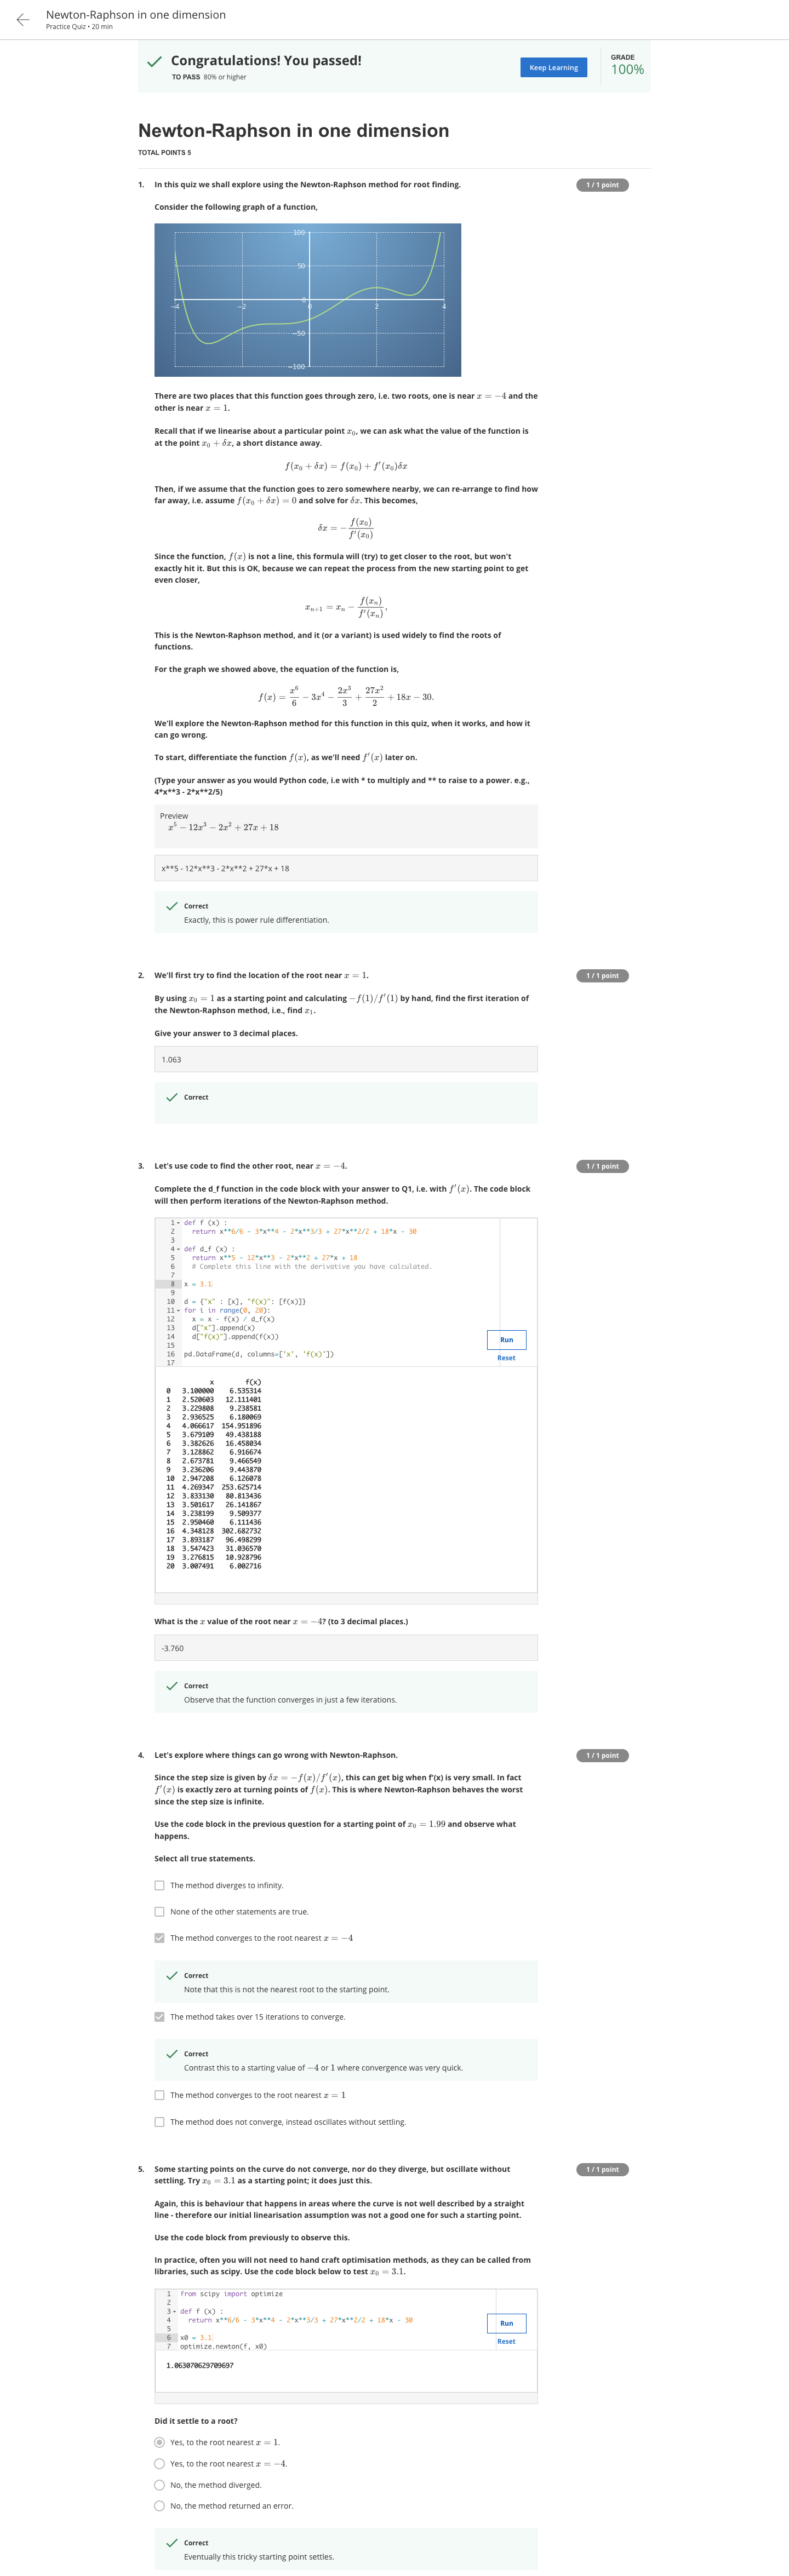 Newton-Raphson in one dimension
Practice Quiz • 20 min
Congratulations! You passed!
TO PASS 80% or higher
Keep Learning
GRADE
100%
Newton-Raphson in one dimension
TOTAL POINTS 5
1. In this quiz we shall explore using the Newton-Raphson method for root finding.
1 / 1 point
Consider the following graph of a function,
100
50
0
−4
−2
0
2
4
−50
−100
There are two places that this function goes through zero, i.e. two roots, one is near x = −4 and the
other is near x = 1.
Recall that if we linearise about a particular point x₀, we can ask what the value of the function is
at the point x₀ + δx, a short distance away.
f(x₀ + δx) = f(x₀) + f′(x₀)δx
Then, if we assume that the function goes to zero somewhere nearby, we can re-arrange to find how
far away, i.e. assume f(x₀ + δx) = 0 and solve for δx. This becomes,
δx = − f(x₀) / f′(x₀)
Since the function, f(x) is not a line, this formula will (try) to get closer to the root, but won't
exactly hit it. But this is OK, because we can repeat the process from the new starting point to get
even closer,
xₙ₊₁ = xₙ − f(xₙ) / f′(xₙ),
This is the Newton-Raphson method, and it (or a variant) is used widely to find the roots of
functions.
For the graph we showed above, the equation of the function is,
f(x) = x⁶/6 − 3x⁴ − 2x³/3 + 27x²/2 + 18x − 30.
We'll explore the Newton-Raphson method for this function in this quiz, when it works, and how it
can go wrong.
To start, differentiate the function f(x), as we'll need f′(x) later on.
(Type your answer as you would Python code, i.e with * to multiply and ** to raise to a power. e.g.,
4*x**3 - 2*x**2/5)
Preview
x⁵ − 12x³ − 2x² + 27x + 18
x**5 - 12*x**3 - 2*x**2 + 27*x + 18
Correct
Exactly, this is power rule differentiation.
2. We'll first try to find the location of the root near x = 1.
1 / 1 point
By using x₀ = 1 as a starting point and calculating −f(1)/f′(1) by hand, find the first iteration of
the Newton-Raphson method, i.e., find x₁.
Give your answer to 3 decimal places.
1.063
Correct
3. Let's use code to find the other root, near x = −4.
1 / 1 point
Complete the d_f function in the code block with your answer to Q1, i.e. with f′(x). The code block
will then perform iterations of the Newton-Raphson method.
1 def f (x) :
2 return x**6/6 - 3*x**4 - 2*x**3/3 + 27*x**2/2 + 18*x - 30
3
4 def d_f (x) :
5 return x**5 - 12*x**3 - 2*x**2 + 27*x + 18
6 # Complete this line with the derivative you have calculated.
7
8 x = 3.1
9
10 d = {"x" : [x], "f(x)": [f(x)]}
11 for i in range(0, 20):
12 x = x - f(x) / d_f(x)
13 d["x"].append(x)
14 d["f(x)"].append(f(x))
15
16 pd.DataFrame(d, columns=['x', 'f(x)'])
17
Run
Reset
x f(x)
0 3.100000 6.535314
1 2.520603 12.111401
2 3.229808 9.238581
3 2.936525 6.180069
4 4.066617 154.951896
5 3.679109 49.438188
6 3.382626 16.458034
7 3.128862 6.916674
8 2.673781 9.466549
9 3.236206 9.443870
10 2.947208 6.126078
11 4.269347 253.625714
12 3.833130 80.813436
13 3.501617 26.141867
14 3.238199 9.509377
15 2.950460 6.111436
16 4.348128 302.682732
17 3.893187 96.498299
18 3.547423 31.036570
19 3.276815 10.928796
20 3.007491 6.002716
What is the x value of the root near x = −4? (to 3 decimal places.)
-3.760
Correct
Observe that the function converges in just a few iterations.
4. Let's explore where things can go wrong with Newton-Raphson.
1 / 1 point
Since the step size is given by δx = −f(x)/f′(x), this can get big when f'(x) is very small. In fact
f′(x) is exactly zero at turning points of f(x). This is where Newton-Raphson behaves the worst
since the step size is infinite.
Use the code block in the previous question for a starting point of x₀ = 1.99 and observe what
happens.
Select all true statements.
The method diverges to infinity.
None of the other statements are true.
The method converges to the root nearest x = −4
Correct
Note that this is not the nearest root to the starting point.
The method takes over 15 iterations to converge.
Correct
Contrast this to a starting value of −4 or 1 where convergence was very quick.
The method converges to the root nearest x = 1
The method does not converge, instead oscillates without settling.
5. Some starting points on the curve do not converge, nor do they diverge, but oscillate without
settling. Try x₀ = 3.1 as a starting point; it does just this.
1 / 1 point
Again, this is behaviour that happens in areas where the curve is not well described by a straight
line - therefore our initial linearisation assumption was not a good one for such a starting point.
Use the code block from previously to observe this.
In practice, often you will not need to hand craft optimisation methods, as they can be called from
libraries, such as scipy. Use the code block below to test x₀ = 3.1.
1 from scipy import optimize
2
3 def f (x) :
4 return x**6/6 - 3*x**4 - 2*x**3/3 + 27*x**2/2 + 18*x - 30
5
6 x0 = 3.1
7 optimize.newton(f, x0)
Run
Reset
1.063070629709697
Did it settle to a root?
Yes, to the root nearest x = 1.
Yes, to the root nearest x = −4.
No, the method diverged.
No, the method returned an error.
Correct
Eventually this tricky starting point settles.